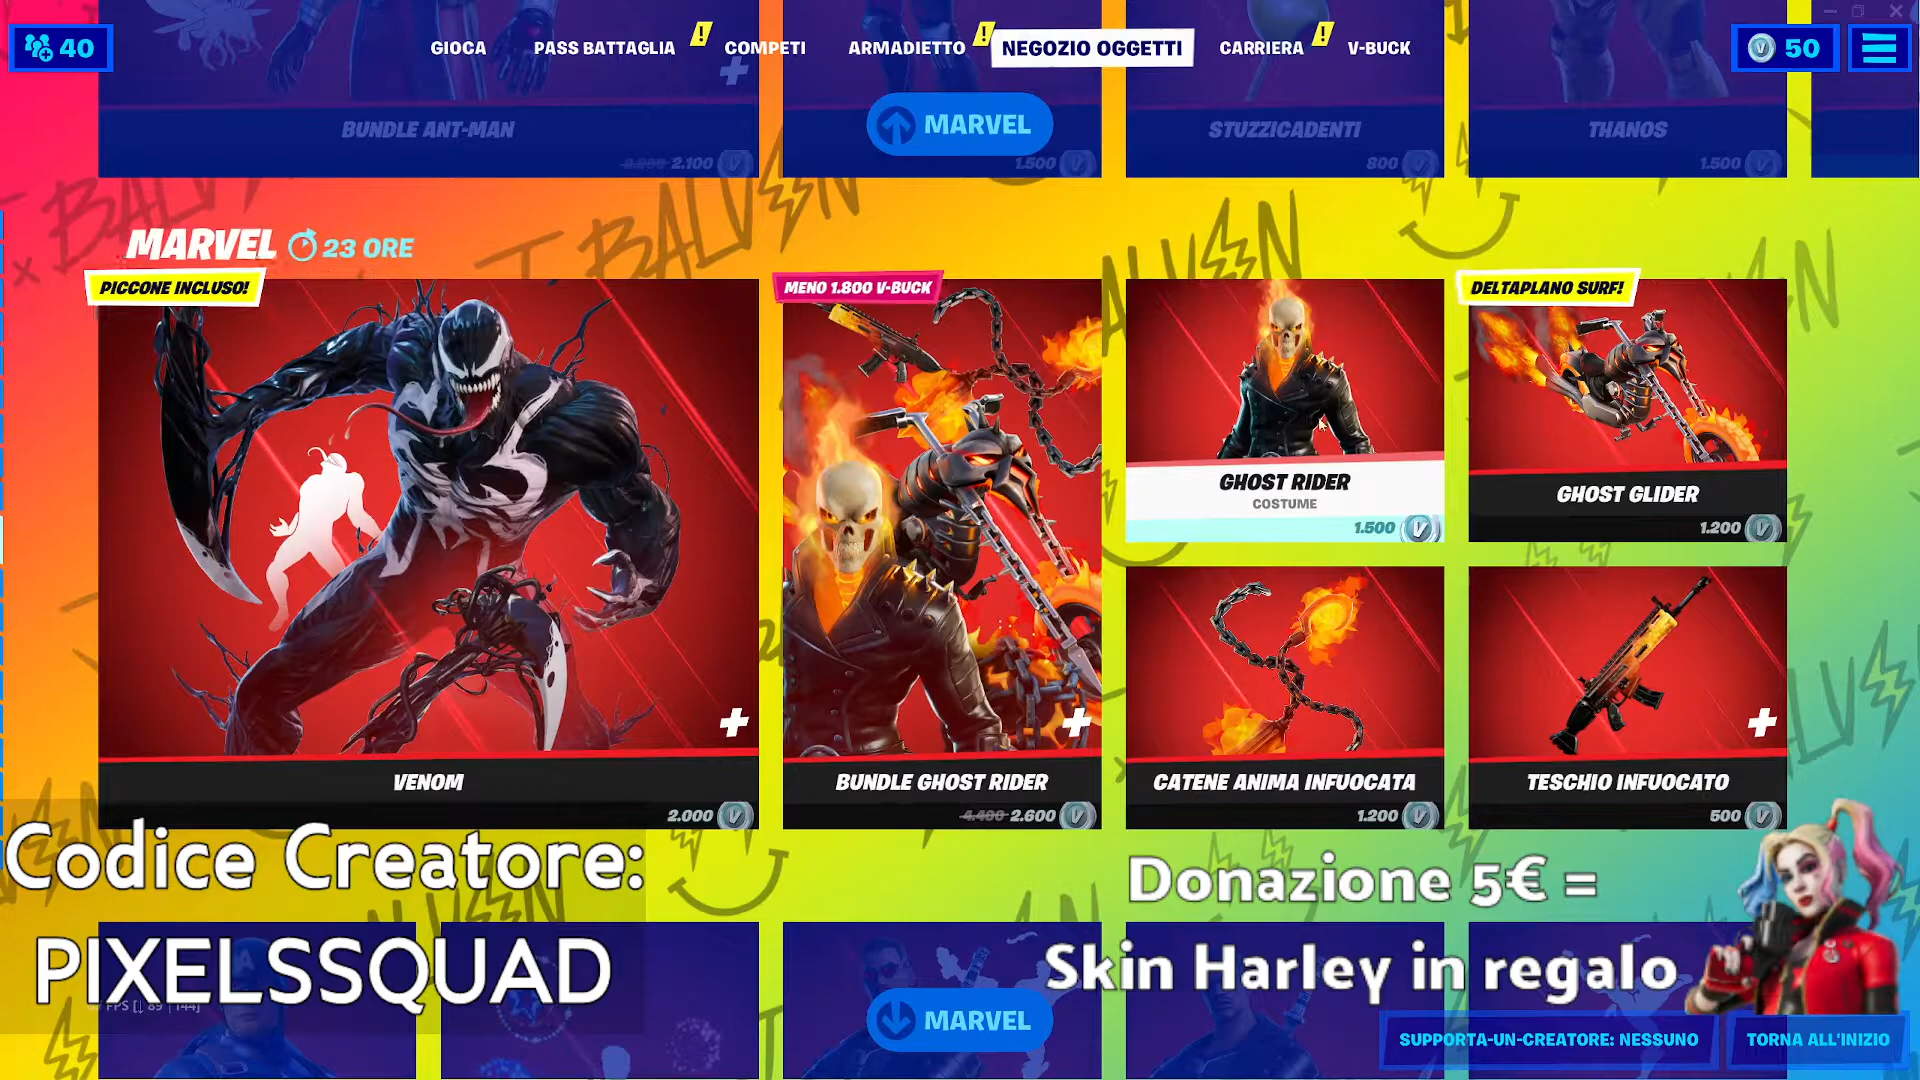 40
GIOCA
PASS BATTAGLIA
!
COMPETI
ARMADIETTO
!
NEGOZIO OGGETTI
CARRIERA
!
V-BUCK
50
MARVEL
BUNDLE ANT-MAN
2.100
1.500
STUZZICADENTI
800
THANOS
1.500
MARVEL 23 ORE
PICCONE INCLUSO!
VENOM
2.000
MENO 1.800 V-BUCK
BUNDLE GHOST RIDER
4.400 2.600
GHOST RIDER
COSTUME
1.500
DELTAPLANO SURF!
GHOST GLIDER
1.200
CATENE ANIMA INFUOCATA
1.200
TESCHIO INFUOCATO
500
J BALVIN
Codice Creatore:
PIXELSSQUAD
Donazione 5€ =
Skin Harley in regalo
MARVEL
SUPPORTA-UN-CREATORE: NESSUNO
TORNA ALL'INIZIO